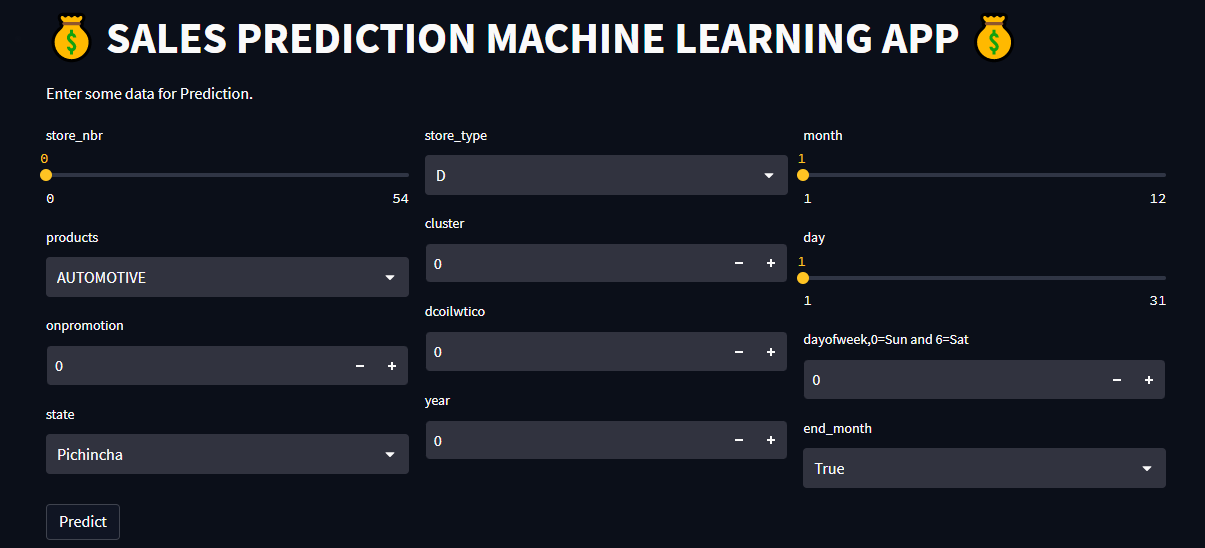 SALES PREDICTION MACHINE LEARNING APP
Enter some data for Prediction.
store_nbr
0
0 54
products
AUTOMOTIVE
onpromotion
0
state
Pichincha
Predict
store_type
D
cluster
0
dcoilwtico
0
year
0
month
1
1 12
day
1
1 31
dayofweek,0=Sun and 6=Sat
0
end_month
True